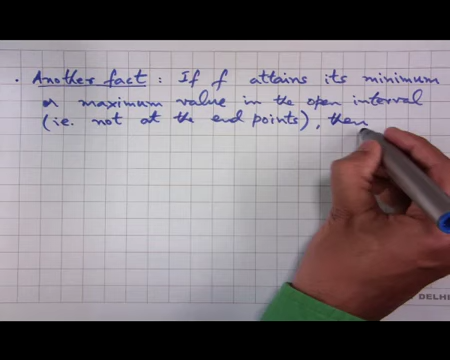 · Another fact : If f attains its minimum
or maximum value in the open interval
(i.e. not at the end points), then
DELHI